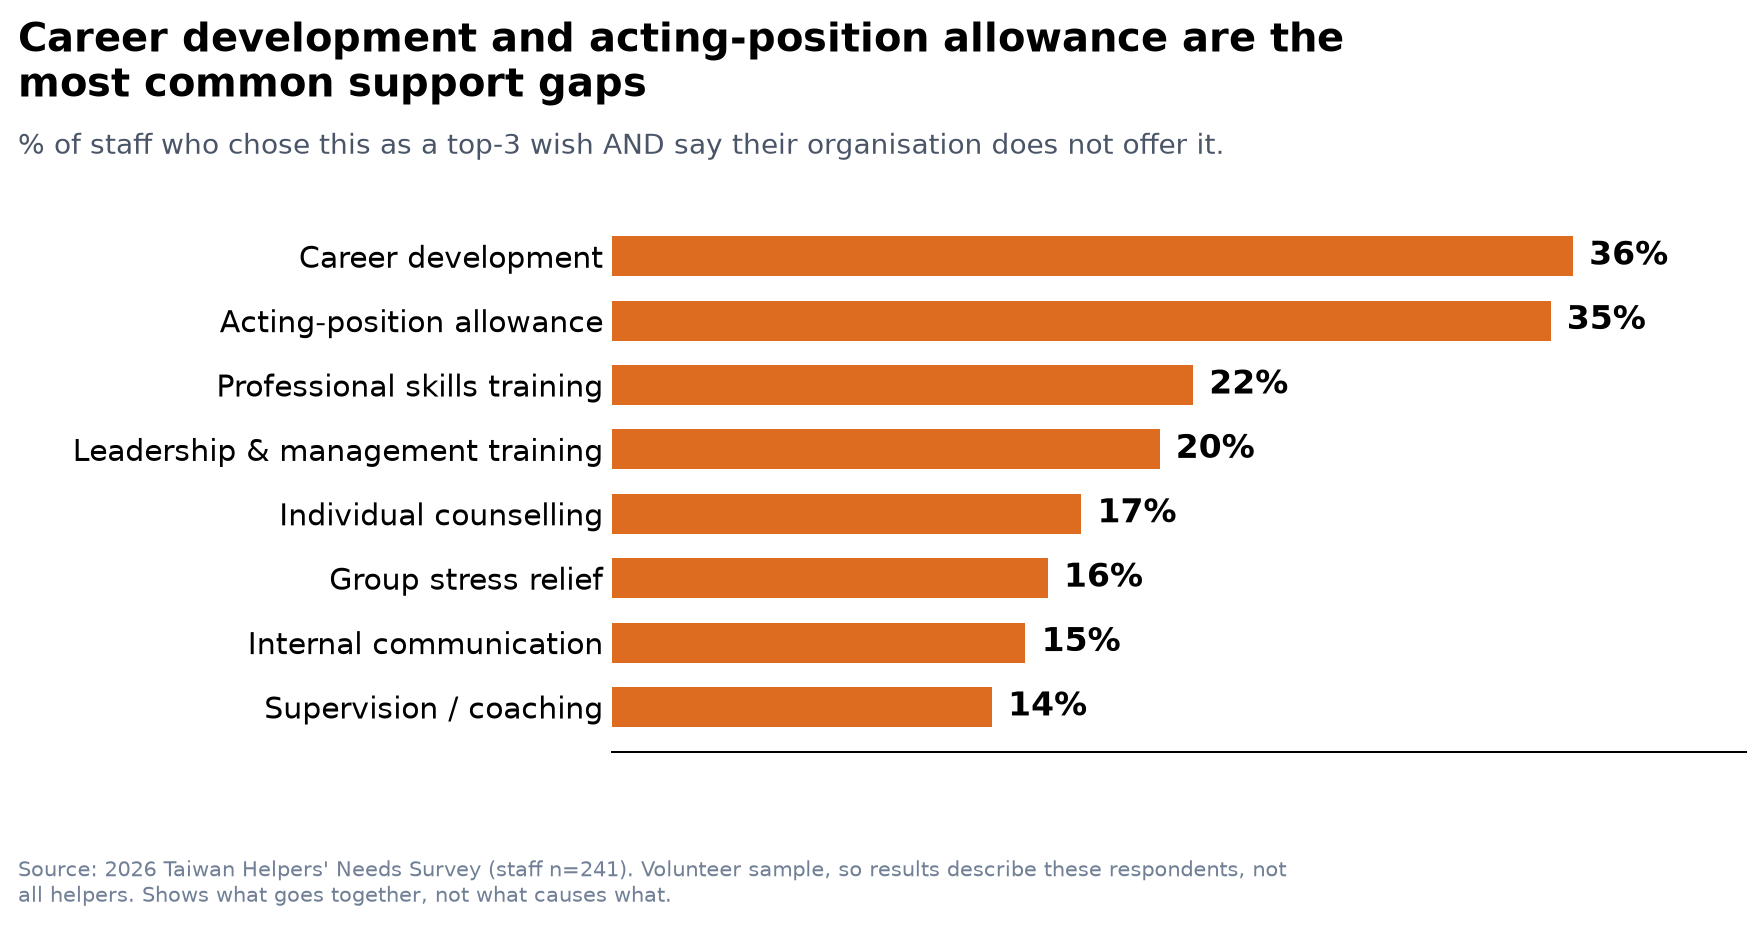 Career development and acting-position allowance are the
most common support gaps
% of staff who chose this as a top-3 wish AND say their organisation does not offer it.
Career development 36%
Acting-position allowance 35%
Professional skills training 22%
Leadership & management training 20%
Individual counselling 17%
Group stress relief 16%
Internal communication 15%
Supervision / coaching 14%
Source: 2026 Taiwan Helpers' Needs Survey (staff n=241). Volunteer sample, so results describe these respondents, not
all helpers. Shows what goes together, not what causes what.